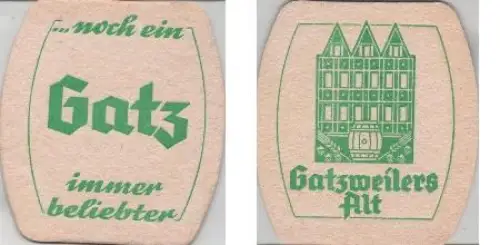 ...noch ein
Gatz
immer
beliebter
Gatzweilers
Alt